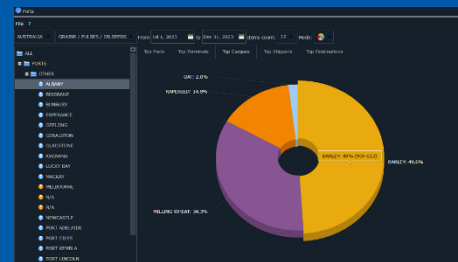 Ports
File ?
AUSTRALIA GRAINS / PULSES / OILSEEDS From Jul 1, 2023 to Dec 31, 2023 Items count: 17 Mode:
Top Ports Top Terminals Top Cargoes Top Shippers Top Destinations
ALL
PORTS
OTHER
ALBANY
BRISBANE
BUNBURY
ESPERANCE
GEELONG
GERALDTON
GLADSTONE
KWINANA
LUCKY BAY
MACKAY
MELBOURNE
N/A
N/A
NEWCASTLE
PORT ADELAIDE
PORT GILES
PORT KEMBLA
PORT LINCOLN
OAT: 2.0%
RAPESEED: 14.9%
BARLEY: 49%
BARLEY: 49.0%
MILLING WHEAT: